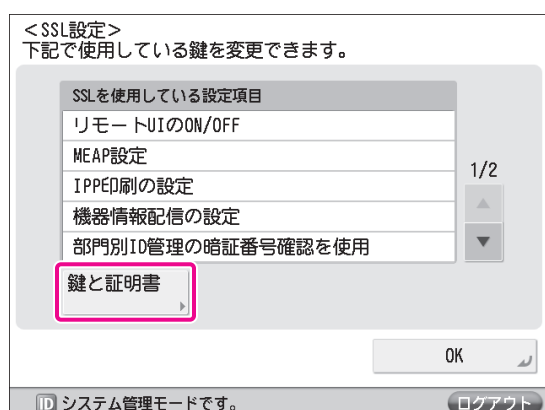 <SSL設定>
下記で使用している鍵を変更できます。
SSLを使用している設定項目
リモートUIのON/OFF
MEAP設定
IPP印刷の設定
機器情報配信の設定
部門別ID管理の暗証番号確認を使用
1/2
鍵と証明書
OK
ID システム管理モードです。
ログアウト